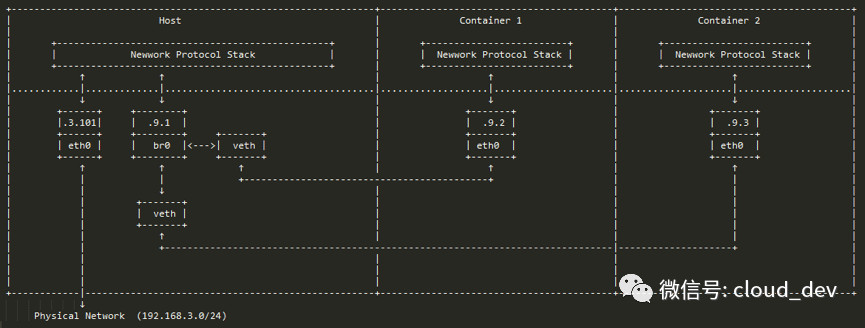 Host Container 1 Container 2
Newwork Protocol Stack Newwork Protocol Stack Newwork Protocol Stack
.3.101 .9.1 .9.2 .9.3
eth0 br0 veth eth0 eth0
veth
微信号: cloud_dev
Physical Network (192.168.3.0/24)